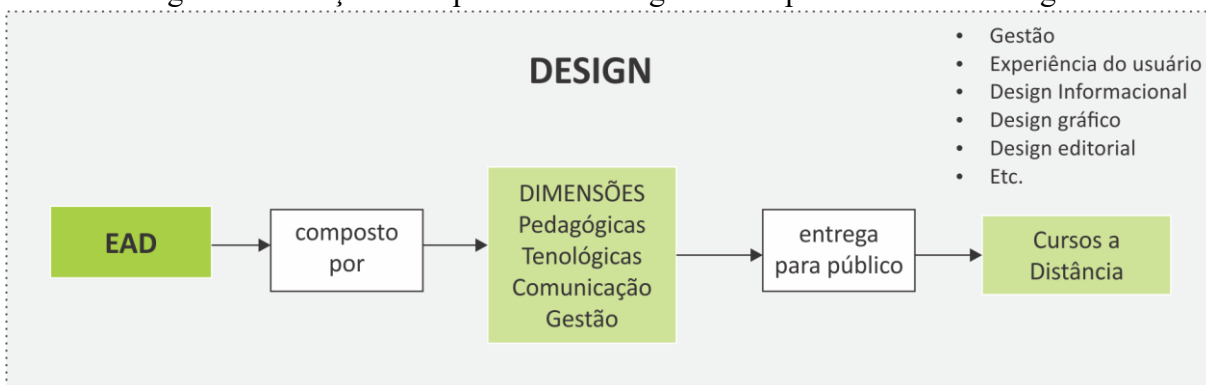 DESIGN
• Gestão
• Experiência do usuário
• Design Informacional
• Design gráfico
• Design editorial
• Etc.
EAD
composto
por
DIMENSÕES
Pedagógicas
Tenológicas
Comunicação
Gestão
entrega
para público
Cursos a
Distância